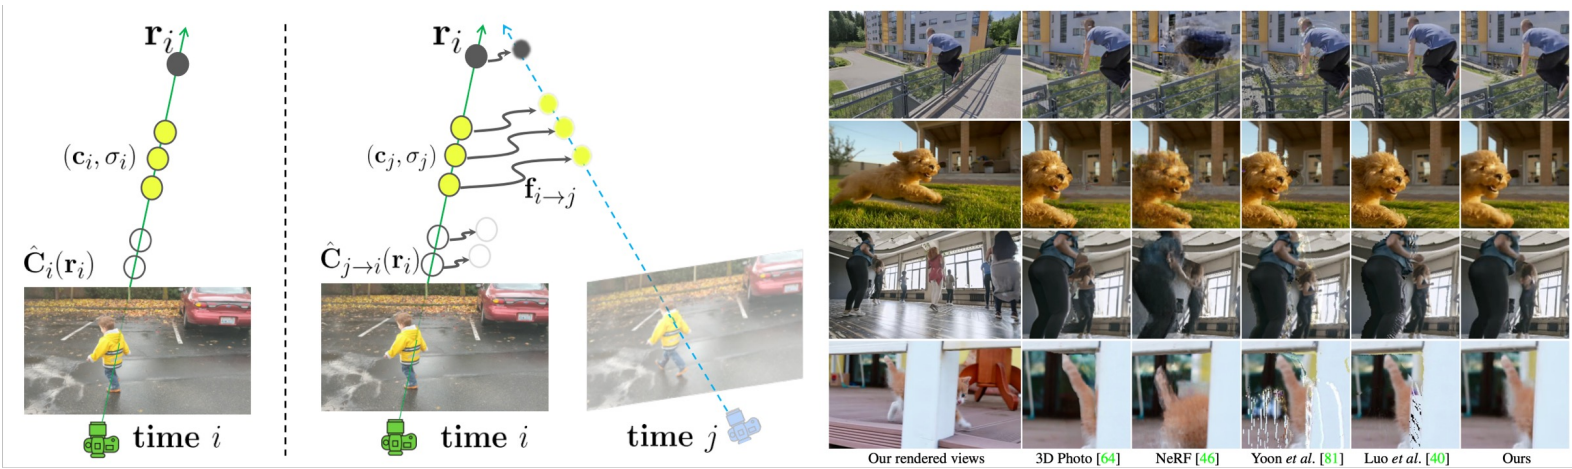 r_i
(c_i, σ_i)
Ĉ_i(r_i)
time i
r_i
(c_j, σ_j)
f_{i→j}
Ĉ_{j→i}(r_i)
time i
time j
Our rendered views
3D Photo [64]
NeRF [46]
Yoon et al. [81]
Luo et al. [40]
Ours